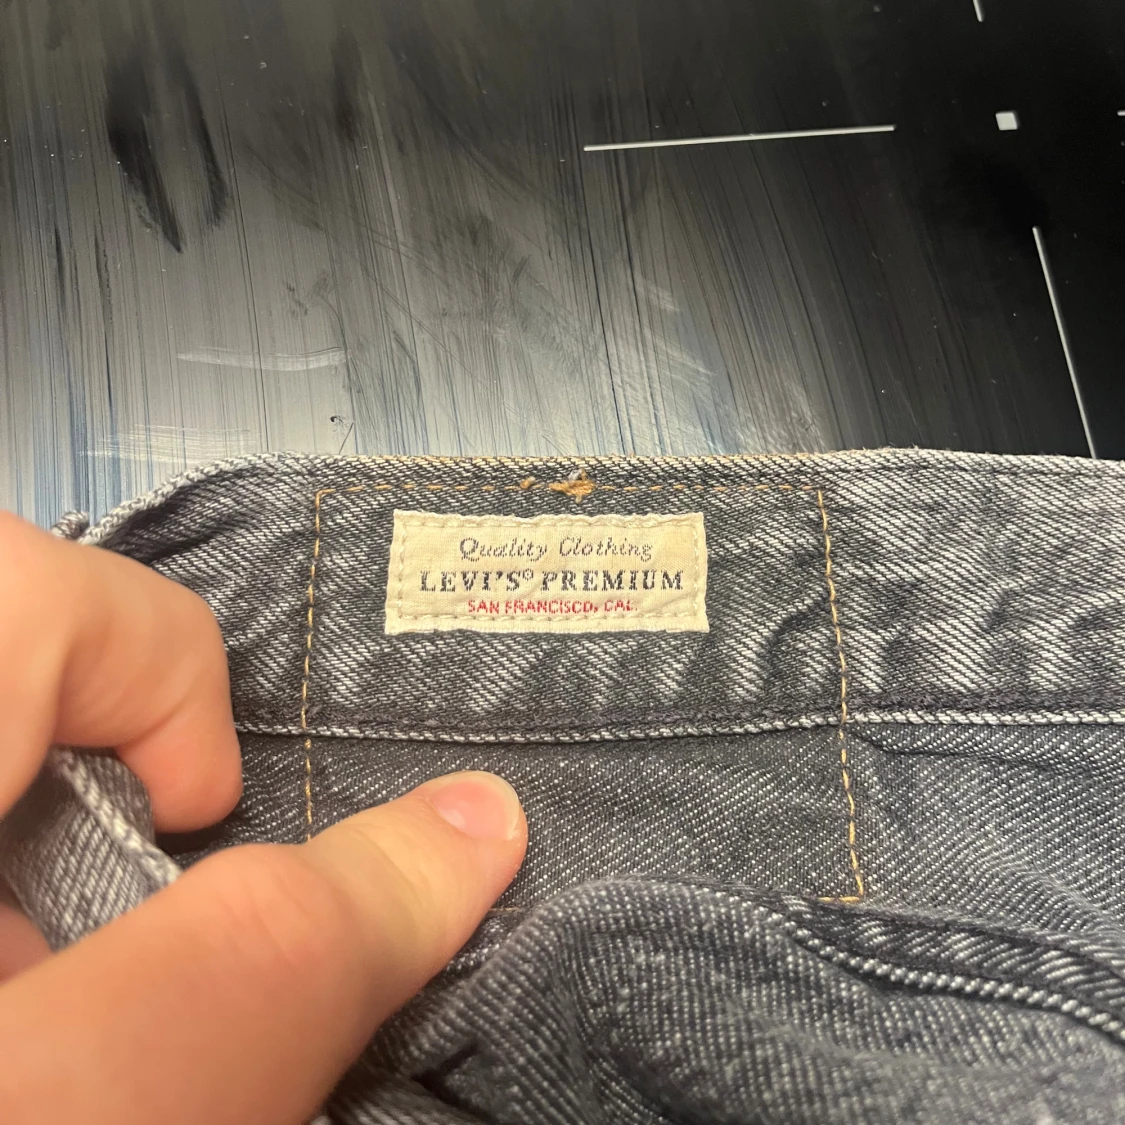 Quality Clothing
LEVI'S® PREMIUM
SAN FRANCISCO, CAL.